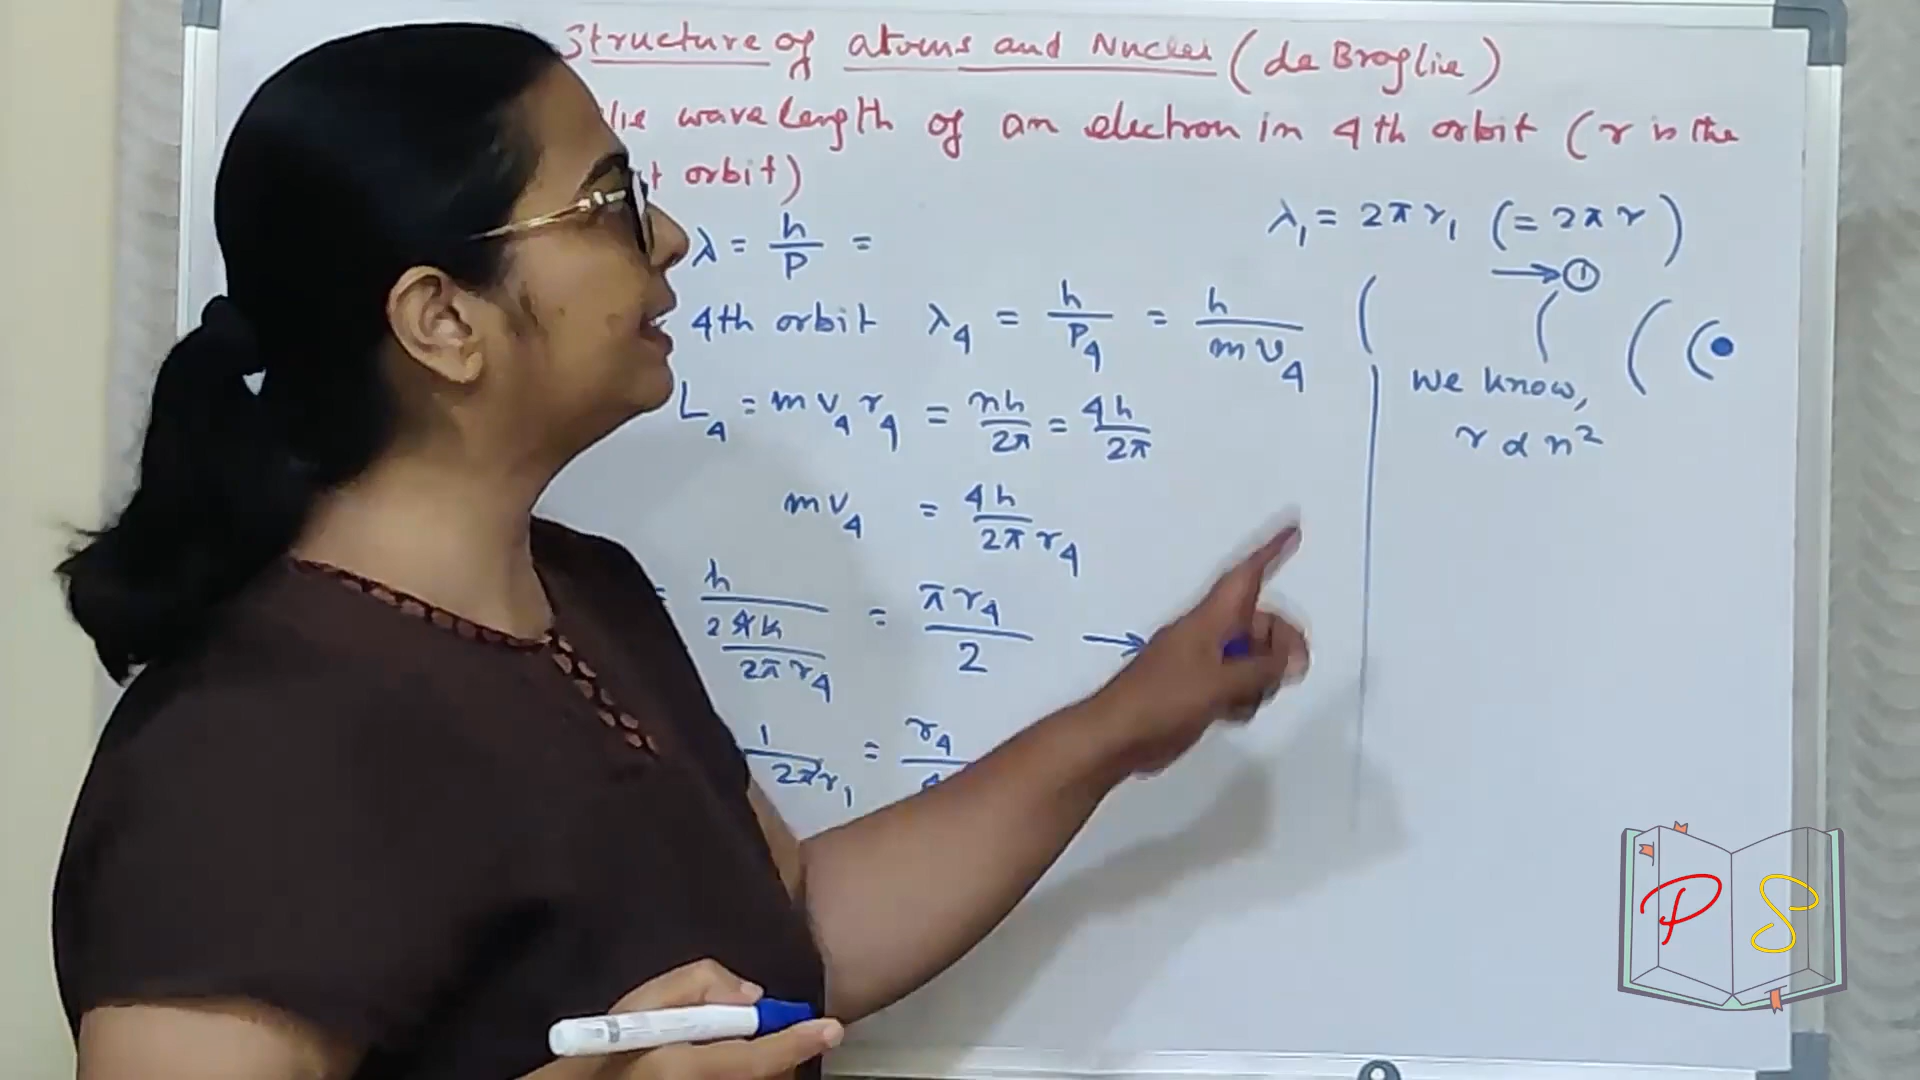 Structure of atoms and Nuclei (de Broglie)
wavelength of an electron in 4th orbit (r is the
orbit)
λ = h/P =
λ₁ = 2πr₁ (= 2πr)
→ ①
4th orbit λ₄ = h/P₄ = h/mv₄
L₄ = mv₄r₄ = nh/2π = 4h/2π
mv₄ = 4h/2πr₄
= h/(4h/2πr₄) = πr₄/2 →
1/2πr₁ = r₄/
We know,
r α n²
P S